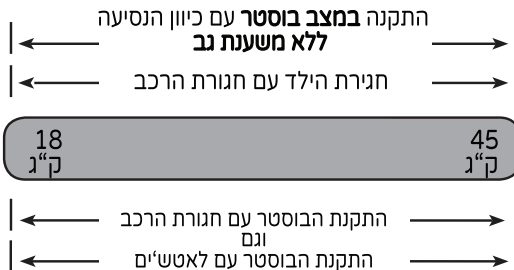 התקנה במצב בוסטר עם כיוון הנסיעה
ללא משענת גב
חגירת הילד עם חגורת הרכב
18 45
ק"ג ק"ג
התקנת הבוסטר עם חגורת הרכב
וגם
התקנת הבוסטר עם לאטש'ים